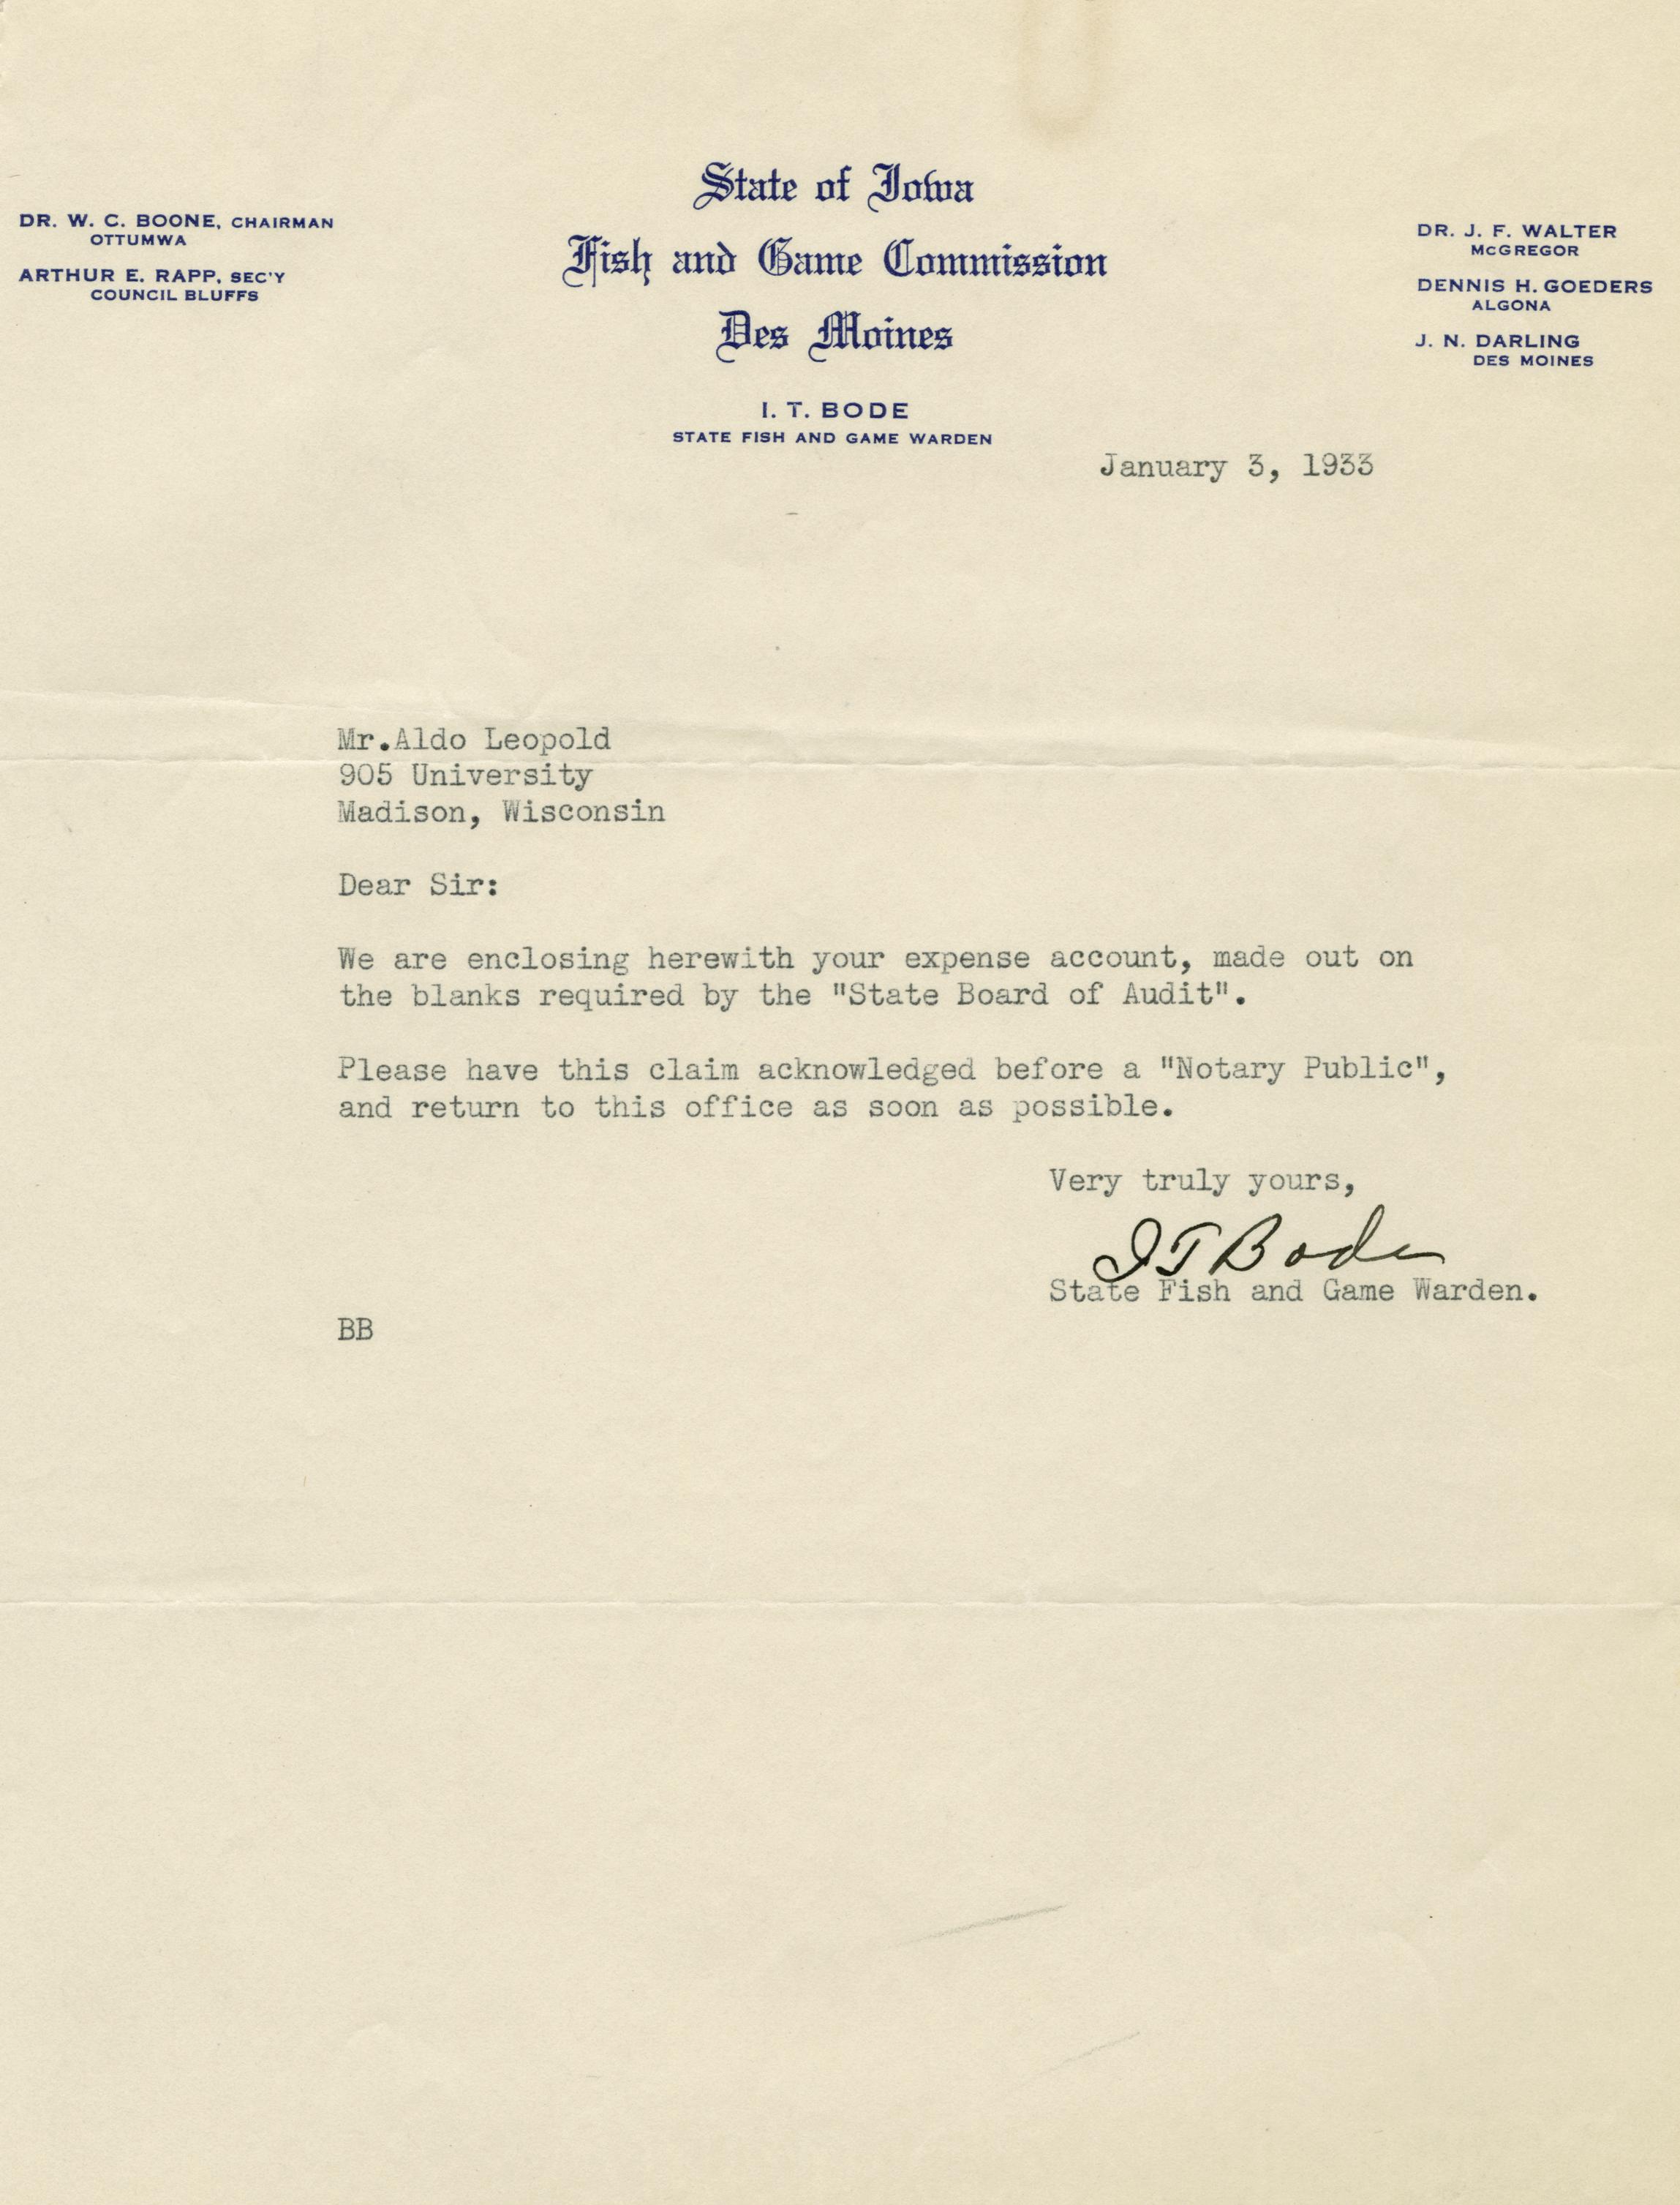 State of Iowa
Fish and Game Commission
Des Moines
DR. W. C. BOONE, CHAIRMAN
OTTUMWA
ARTHUR E. RAPP, SEC'Y
COUNCIL BLUFFS
DR. J. F. WALTER
McGREGOR
DENNIS H. GOEDERS
ALGONA
J. N. DARLING
DES MOINES
I. T. BODE
STATE FISH AND GAME WARDEN
January 3, 1933
Mr.Aldo Leopold
905 University
Madison, Wisconsin
Dear Sir:
We are enclosing herewith your expense account, made out on
the blanks required by the "State Board of Audit".
Please have this claim acknowledged before a "Notary Public",
and return to this office as soon as possible.
Very truly yours,
I T Bode
State Fish and Game Warden.
BB